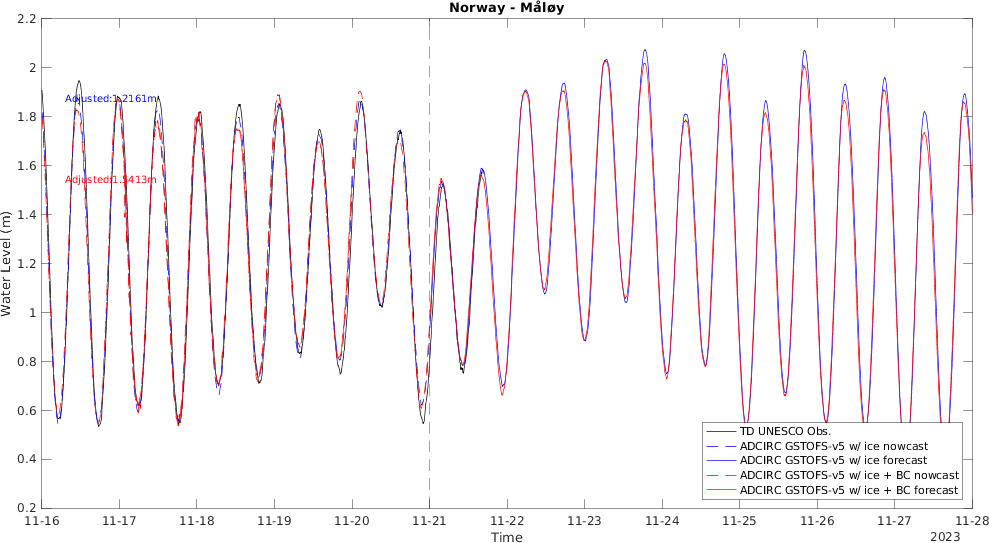 Norway - Måløy
2.2
2
1.8
1.6
1.4
1.2
1
0.8
0.6
0.4
0.2
Water Level (m)
Adjusted:1.2161m
Adjusted:1.5413m
TD UNESCO Obs.
ADCIRC GSTOFS-v5 w/ ice nowcast
ADCIRC GSTOFS-v5 w/ ice forecast
ADCIRC GSTOFS-v5 w/ ice + BC nowcast
ADCIRC GSTOFS-v5 w/ ice + BC forecast
11-16 11-17 11-18 11-19 11-20 11-21 11-22 11-23 11-24 11-25 11-26 11-27 11-28
Time
2023